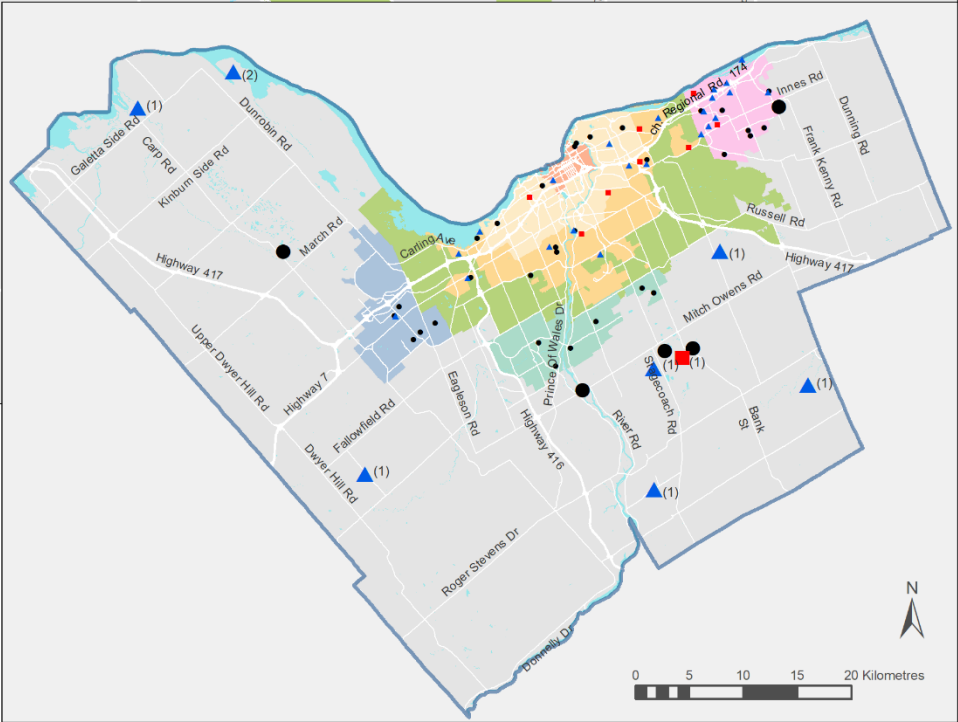 (2)
(1)
Galetta Side Rd
Carp Rd
Dunrobin Rd
Kinburn Side Rd
March Rd
Highway 417
Upper Dwyer Hill Rd
Highway 7
Carling Ave
Regional Rd 174
Innes Rd
Dunning Rd
Frank Kenny Rd
Russell Rd
Highway 417
(1)
Mitch Owens Rd
Prince Of Wales Dr
(1)
(1)
Stagecoach Rd
(1)
Bank
St
River Rd
Eagleson Rd
Fallowfield Rd
Highway 416
Dwyer Hill Rd
(1)
(1)
Roger Stevens Dr
Donnelly Dr
N
0 5 10 15 20 Kilometres